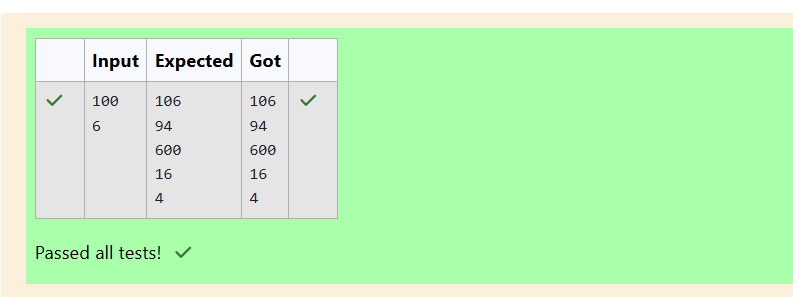 Input Expected Got
100 106 106
6 94 94
600 600
16 16
4 4
Passed all tests!